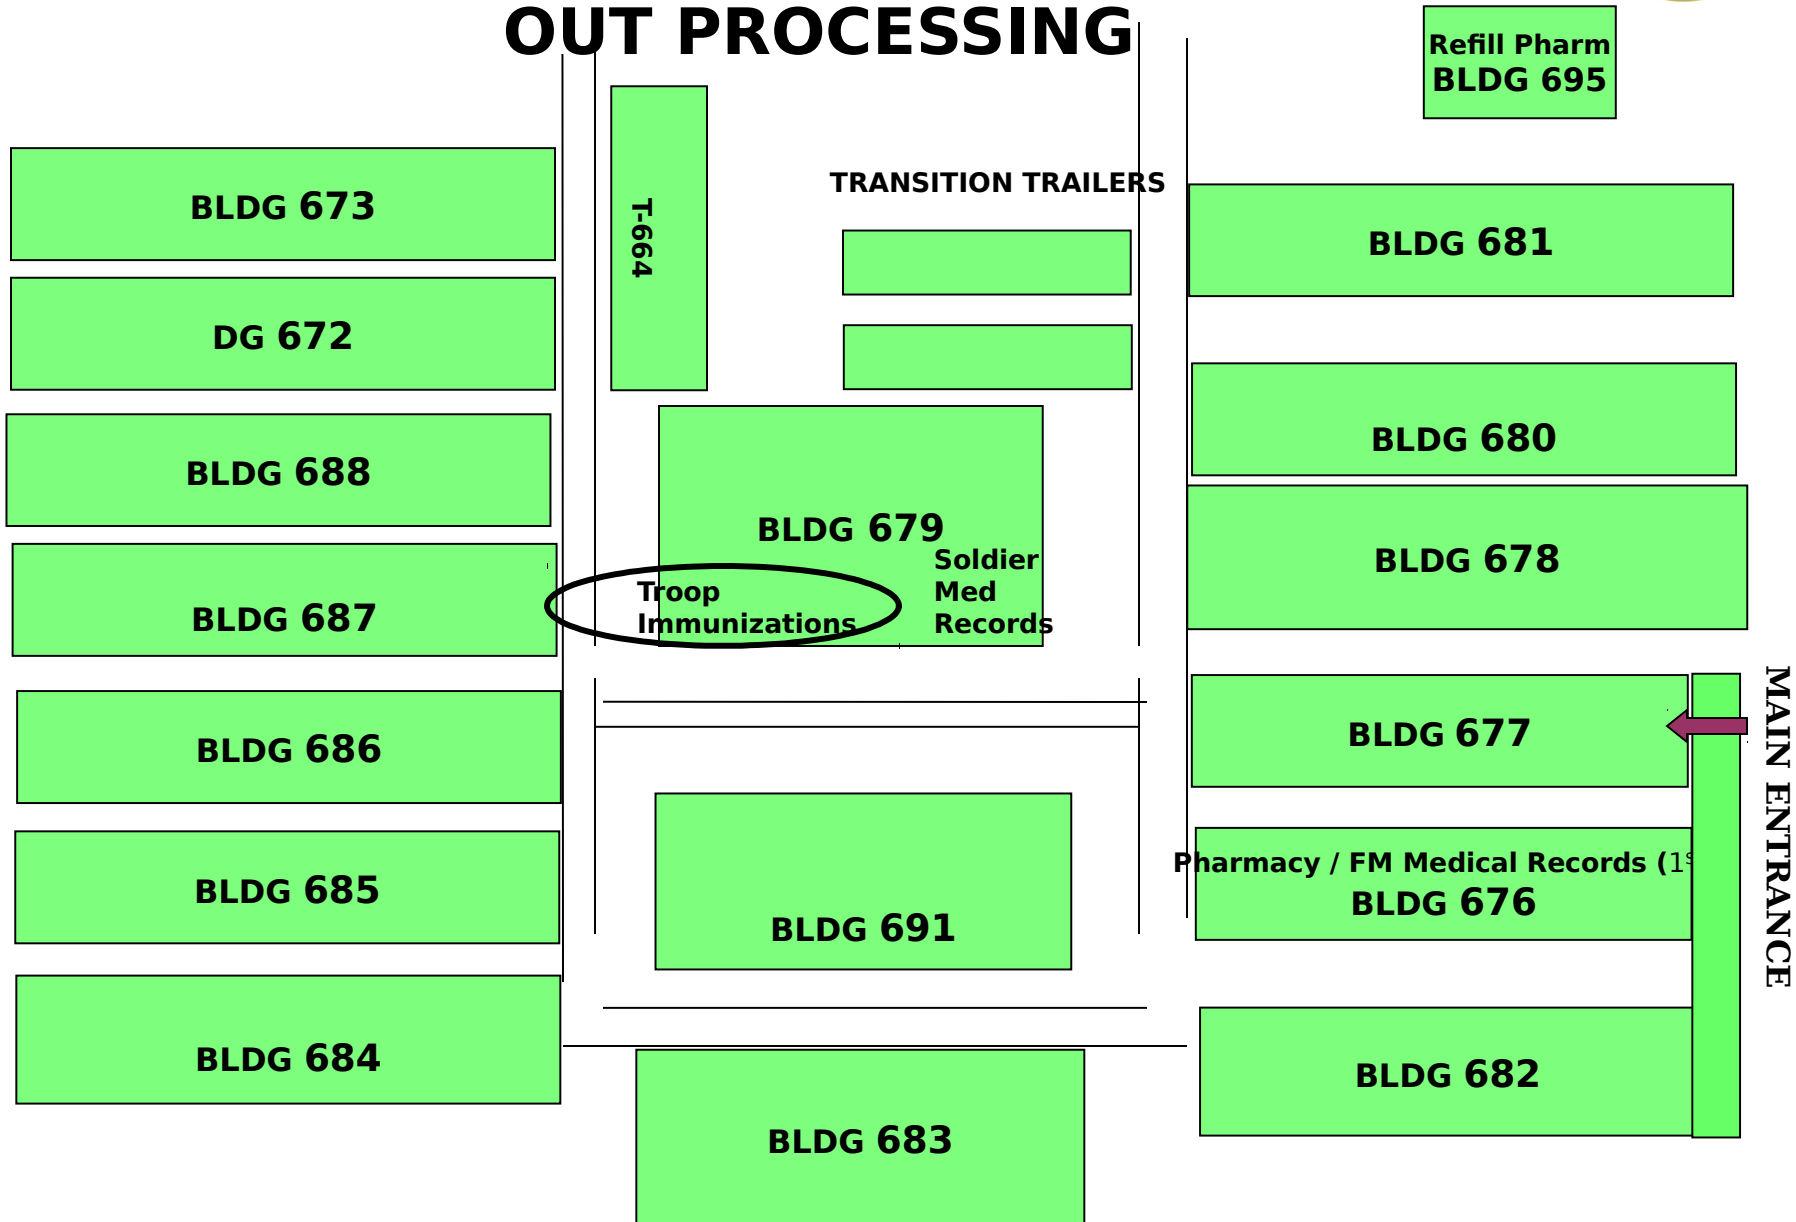 OUT PROCESSING
Refill Pharm
BLDG 695
BLDG 673
T-664
TRANSITION TRAILERS
BLDG 681
DG 672
BLDG 680
BLDG 688
BLDG 679
Soldier
Med
Records
Troop
Immunizations
BLDG 678
BLDG 687
BLDG 686
BLDG 677
MAIN ENTRANCE
BLDG 685
BLDG 691
Pharmacy / FM Medical Records (1
BLDG 676
BLDG 684
BLDG 682
BLDG 683